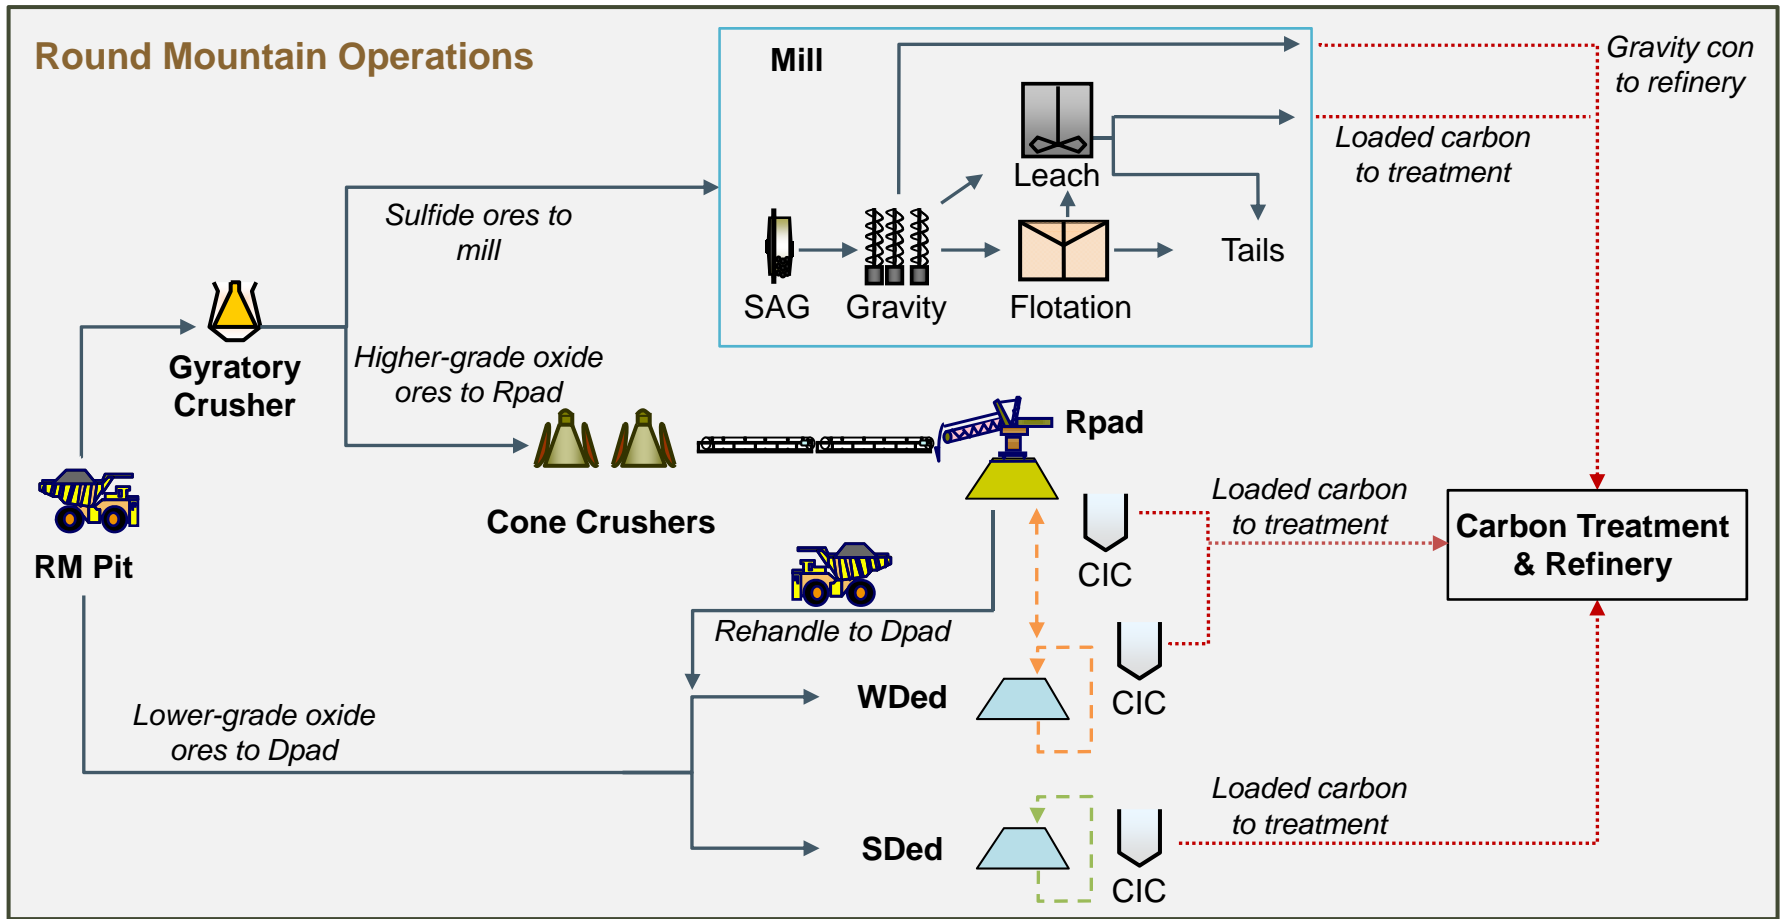 Round Mountain Operations
Mill
Gravity con
to refinery
Loaded carbon
to treatment
Leach
Sulfide ores to
mill
Tails
SAG
Gravity
Flotation
Gyratory
Crusher
Higher-grade oxide
ores to Rpad
Rpad
Cone Crushers
Loaded carbon
to treatment
Carbon Treatment
& Refinery
RM Pit
CIC
Rehandle to Dpad
WDed
CIC
Lower-grade oxide
ores to Dpad
Loaded carbon
to treatment
SDed
CIC